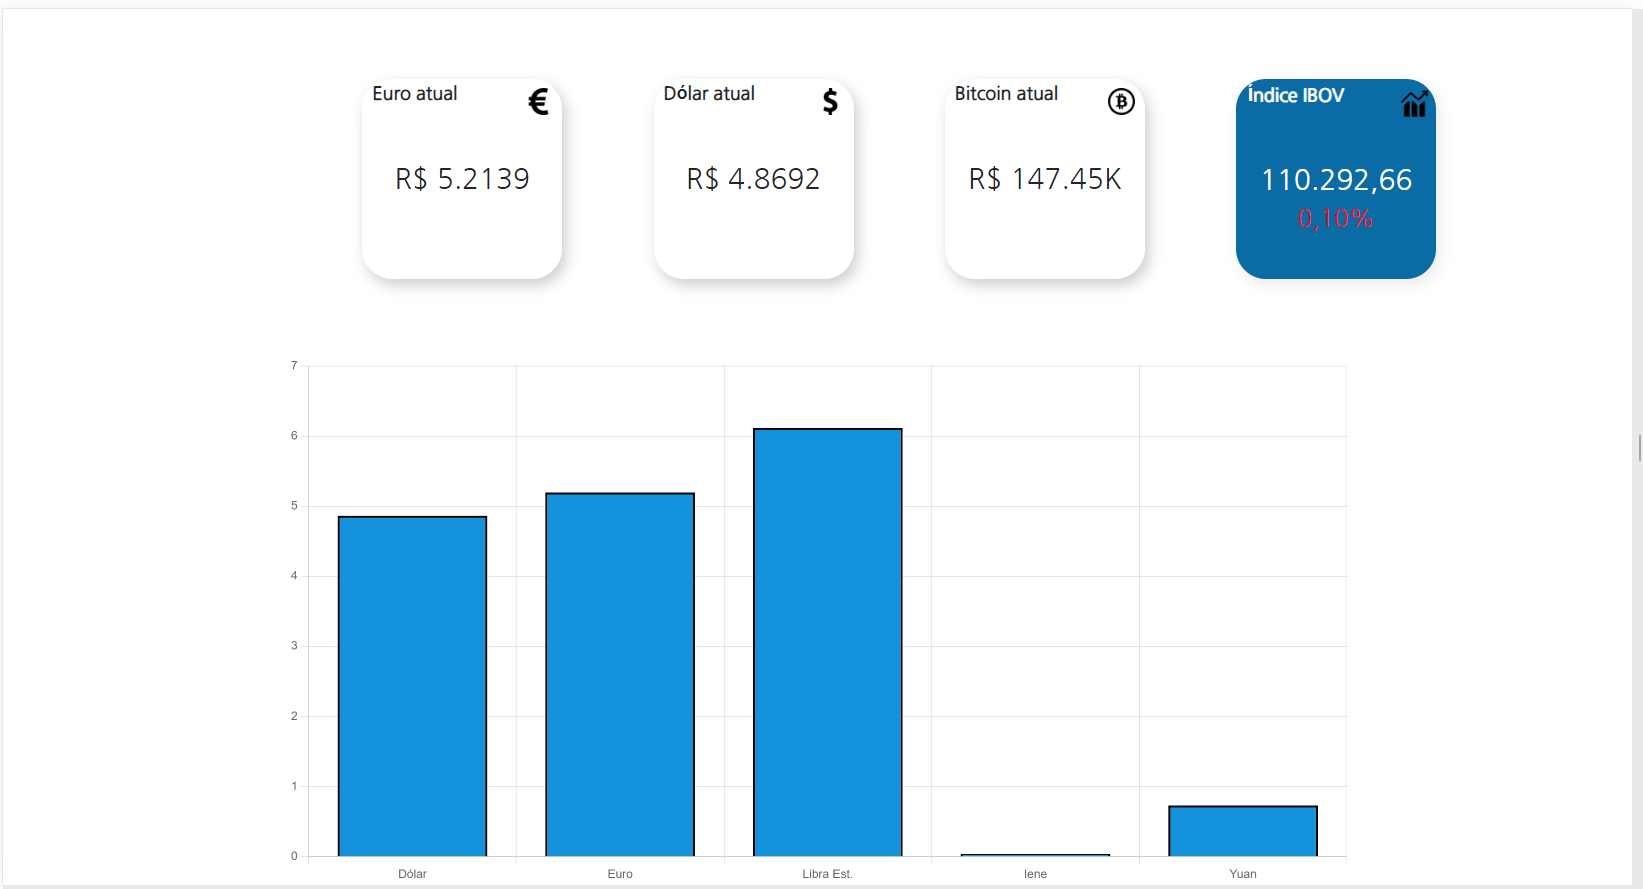 Euro atual
€
R$ 5.2139
Dólar atual
$
R$ 4.8692
Bitcoin atual
R$ 147.45K
Índice IBOV
110.292,66
0,10%
7
6
5
4
3
2
1
0
Dólar
Euro
Libra Est.
Iene
Yuan